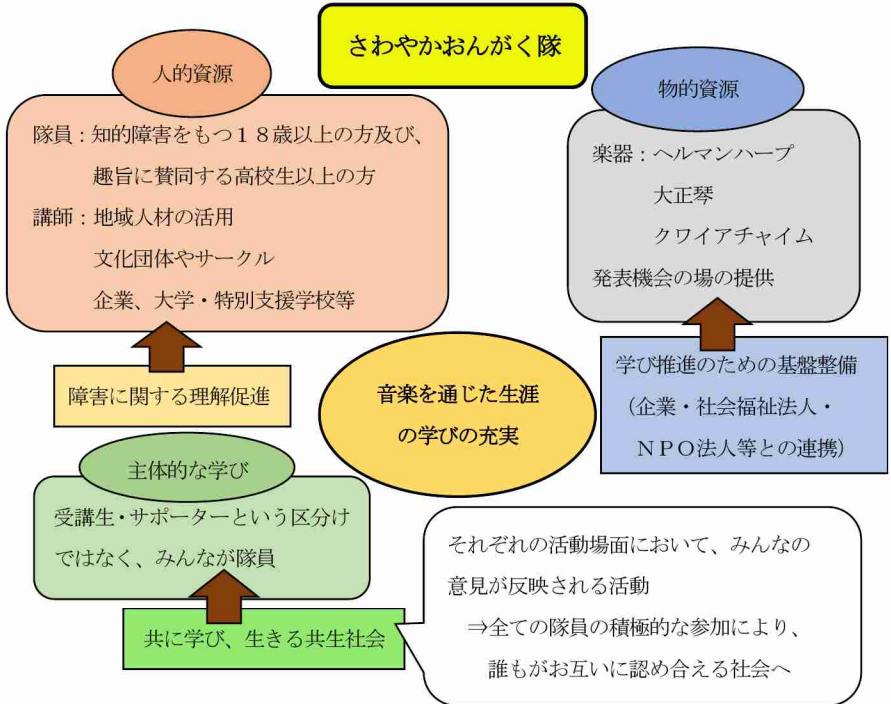 さわやかおんがく隊
人的資源
隊員：知的障害をもつ１８歳以上の方及び、
趣旨に賛同する高校生以上の方
講師：地域人材の活用
文化団体やサークル
企業、大学・特別支援学校等
障害に関する理解促進
物的資源
楽器：ヘルマンハープ
大正琴
クワイアチャイム
発表機会の場の提供
学び推進のための基盤整備
（企業・社会福祉法人・
ＮＰＯ法人等との連携）
音楽を通じた生涯
の学びの充実
主体的な学び
受講生・サポーターという区分け
ではなく、みんなが隊員
共に学び、生きる共生社会
それぞれの活動場面において、みんなの
意見が反映される活動
⇒全ての隊員の積極的な参加により、
誰もがお互いに認め合える社会へ